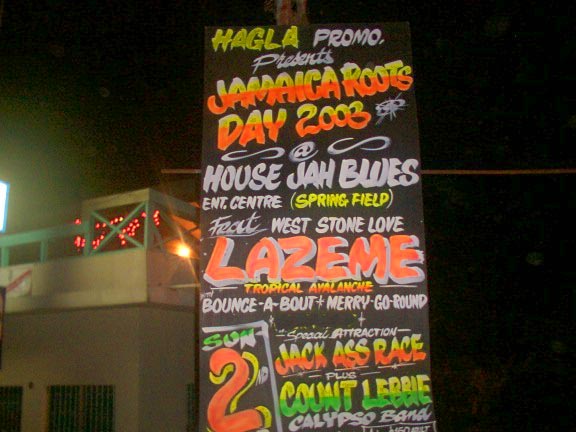 HAGLA PROMO.
Presents
JAMAICA ROOTS
DAY 2003
@
HOUSE JAH BLUES
ENT. CENTRE (SPRING FIELD)
Feat WEST STONE LOVE
LAZEME
TROPICAL AVALANCHE
BOUNCE-A-BOUT + MERRY-GO-ROUND
SUN
2ND
Special ATTRACTION
JACK ASS RACE
PLUS
COUNT LEBBIE
CALYPSO Band